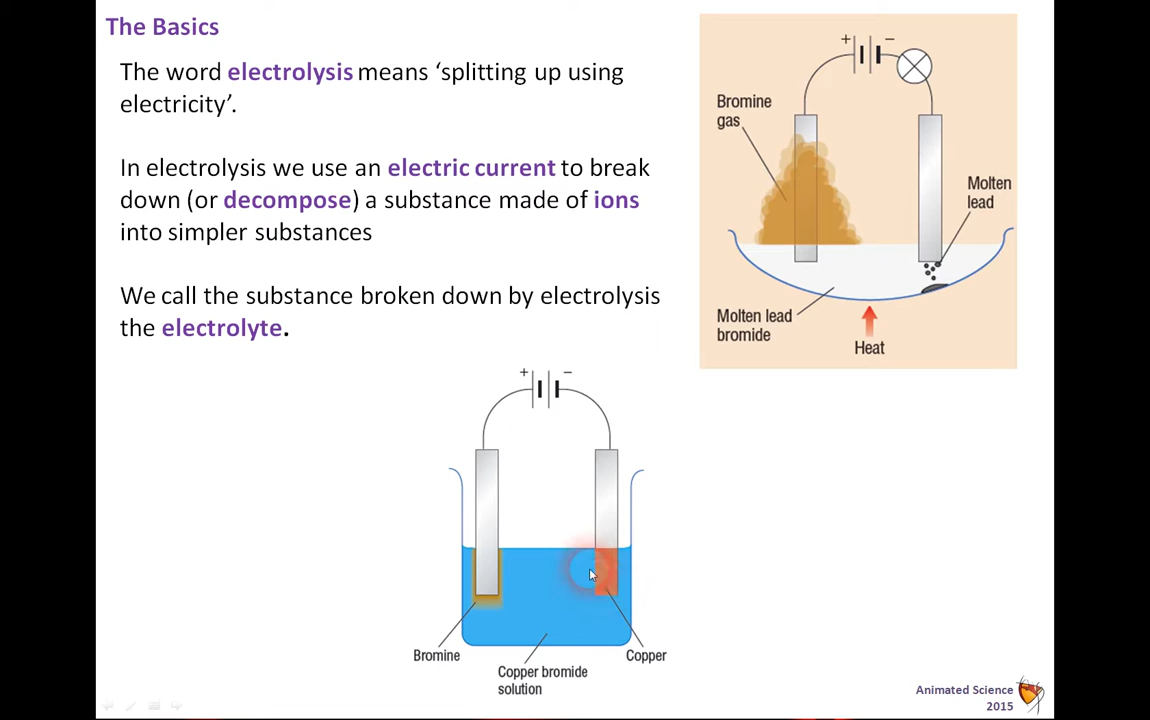 The Basics
The word electrolysis means ‘splitting up using
electricity’.
In electrolysis we use an electric current to break
down (or decompose) a substance made of ions
into simpler substances
We call the substance broken down by electrolysis
the electrolyte.
+ −
Bromine
gas
Molten
lead
Molten lead
bromide
Heat
+ −
Bromine
Copper bromide
solution
Copper
Animated Science
2015